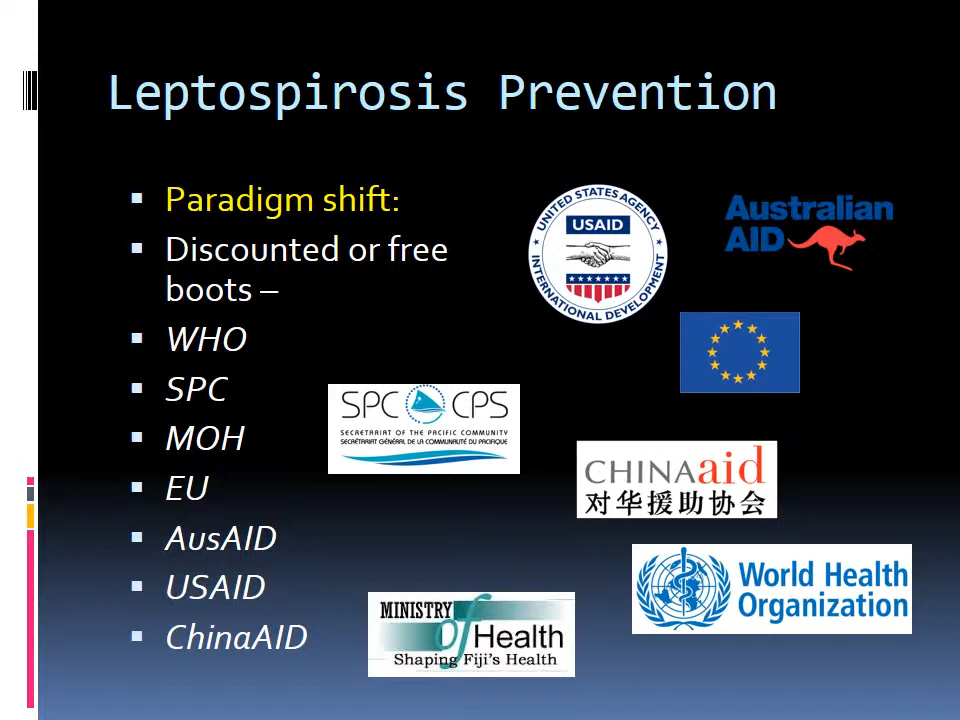 Leptospirosis Prevention
Paradigm shift:
Discounted or free
boots –
WHO
SPC
MOH
EU
AusAID
USAID
ChinaAID
UNITED STATES AGENCY
USAID
INTERNATIONAL DEVELOPMENT
Australian
AID
SPC CPS
SECRETARIAT OF THE PACIFIC COMMUNITY
SECRÉTARIAT GÉNÉRAL DE LA COMMUNAUTÉ DU PACIFIQUE
CHINAaid
对华援助协会
World Health
Organization
MINISTRY
of Health
Shaping Fiji's Health